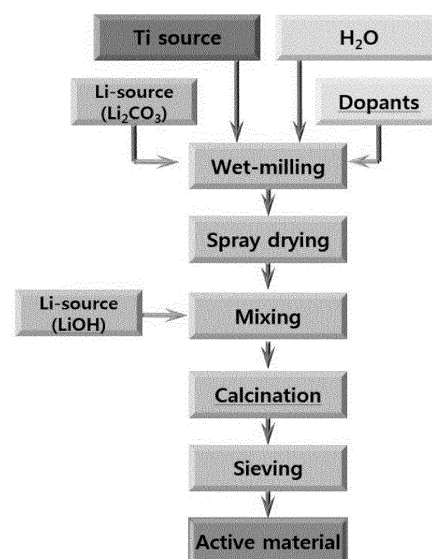 Ti source
H₂O
Li-source
(Li₂CO₃)
Dopants
Wet-milling
Spray drying
Li-source
(LiOH)
Mixing
Calcination
Sieving
Active material